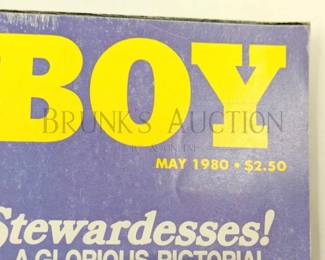 BOY
BRUNK'S AUCTION
MAY 1980 • $2.50
Stewardesses!
A GLORIOUS PICTORIAL